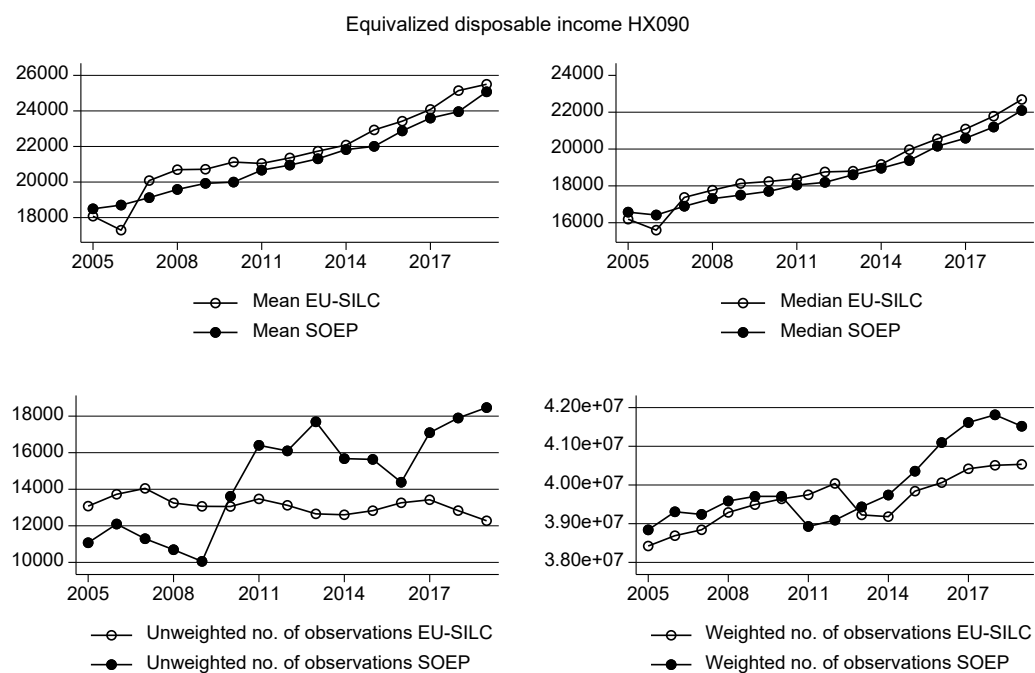 Equivalized disposable income HX090
26000
24000
22000
20000
18000
2005 2008 2011 2014 2017
Mean EU-SILC
Mean SOEP
24000
22000
20000
18000
16000
2005 2008 2011 2014 2017
Median EU-SILC
Median SOEP
18000
16000
14000
12000
10000
2005 2008 2011 2014 2017
Unweighted no. of observations EU-SILC
Unweighted no. of observations SOEP
4.20e+07
4.10e+07
4.00e+07
3.90e+07
3.80e+07
2005 2008 2011 2014 2017
Weighted no. of observations EU-SILC
Weighted no. of observations SOEP